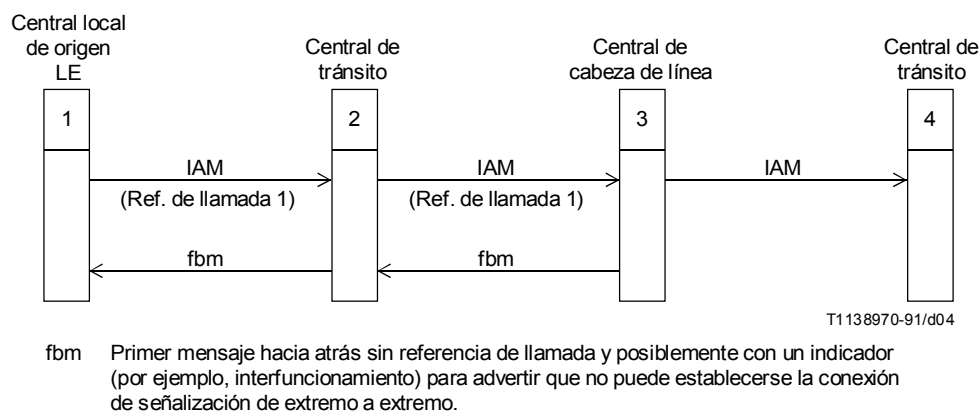 Central local
de origen
LE
Central de
tránsito
Central de
cabeza de línea
Central de
tránsito
1
2
3
4
IAM
IAM
IAM
(Ref. de llamada 1)
(Ref. de llamada 1)
fbm
fbm
T1138970-91/d04
fbm Primer mensaje hacia atrás sin referencia de llamada y posiblemente con un indicador
(por ejemplo, interfuncionamiento) para advertir que no puede establecerse la conexión
de señalización de extremo a extremo.